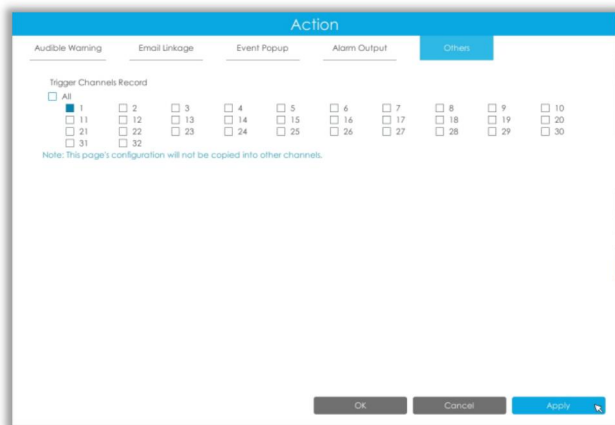 Action
Audible Warning Email Linkage Event Popup Alarm Output Others
Trigger Channels Record
All
1 2 3 4 5 6 7 8 9 10
11 12 13 14 15 16 17 18 19 20
21 22 23 24 25 26 27 28 29 30
31 32
Note: This page's configuration will not be copied into other channels.
OK Cancel Apply